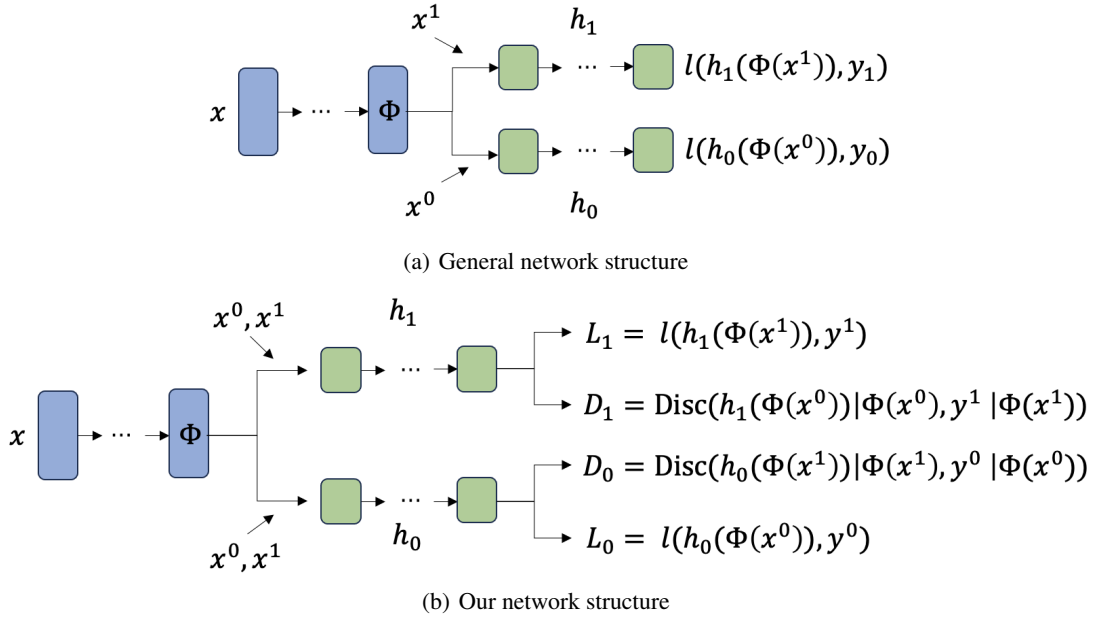 x¹ h₁
x ··· Φ ··· l(h₁(Φ(x¹)), y₁)
··· l(h₀(Φ(x⁰)), y₀)
x⁰ h₀
(a) General network structure
x⁰, x¹ h₁
··· L₁ = l(h₁(Φ(x¹)), y¹)
D₁ = Disc(h₁(Φ(x⁰))|Φ(x⁰), y¹ |Φ(x¹))
x ··· Φ
D₀ = Disc(h₀(Φ(x¹))|Φ(x¹), y⁰ |Φ(x⁰))
···
L₀ = l(h₀(Φ(x⁰)), y⁰)
x⁰, x¹ h₀
(b) Our network structure